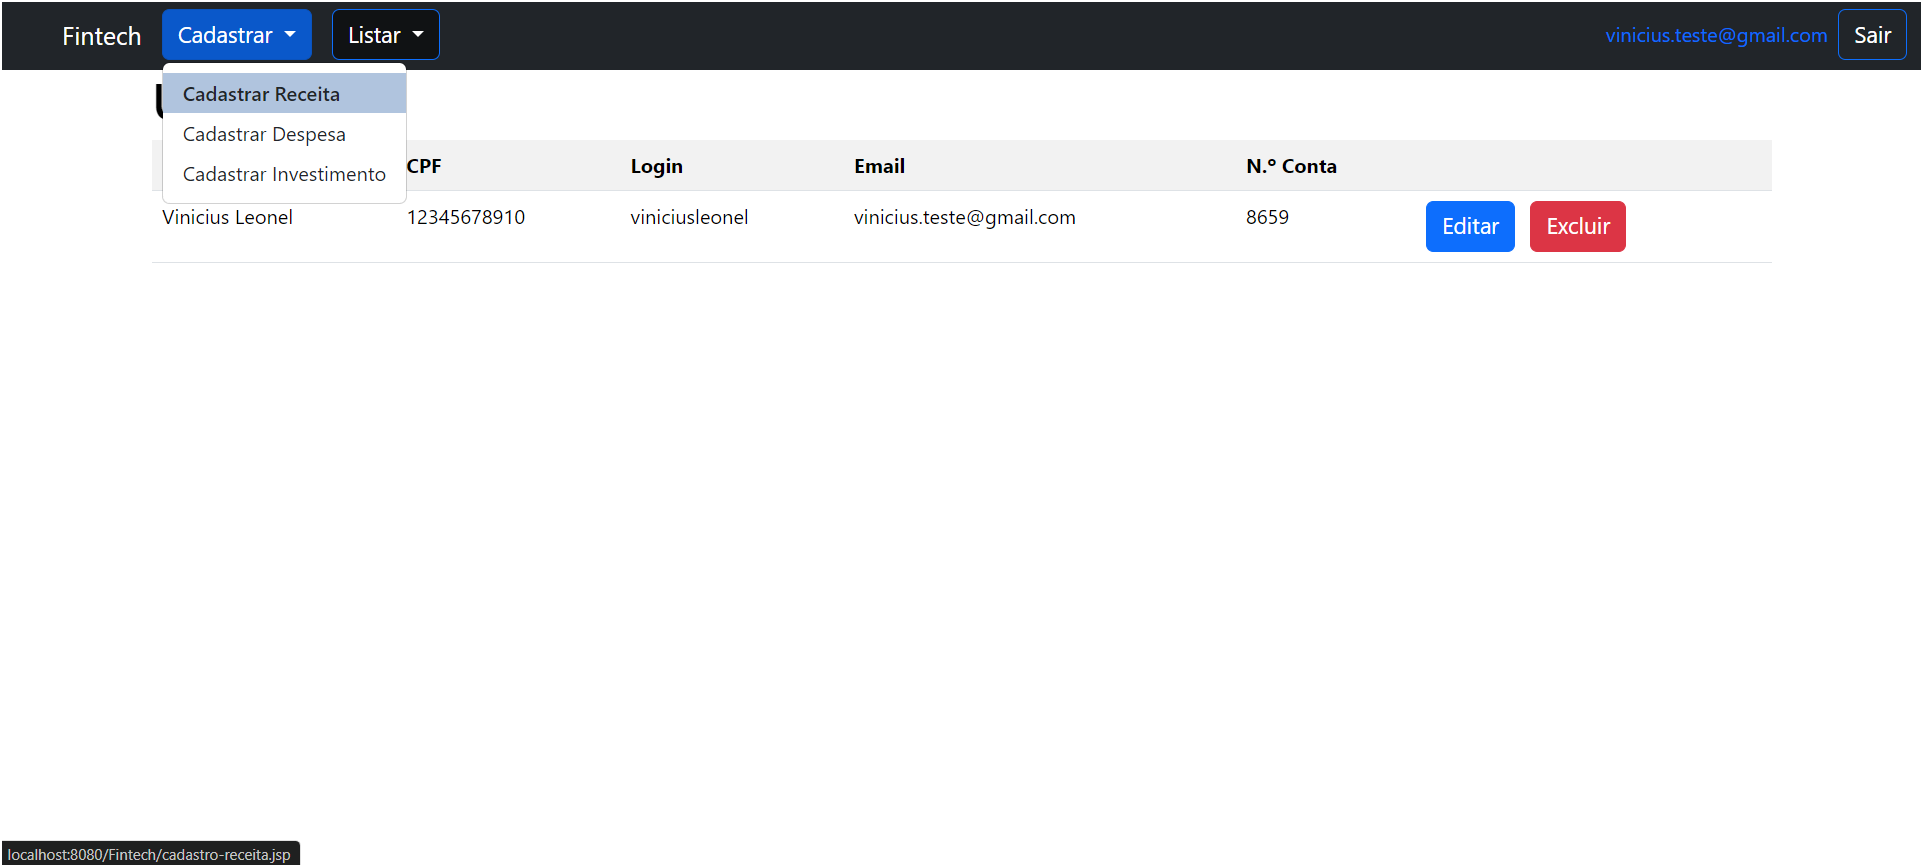 Fintech Cadastrar Listar vinicius.teste@gmail.com Sair
Cadastrar Receita
Cadastrar Despesa
Cadastrar Investimento
CPF Login Email N.º Conta
Vinicius Leonel 12345678910 viniciusleonel vinicius.teste@gmail.com 8659 Editar Excluir
localhost:8080/Fintech/cadastro-receita.jsp